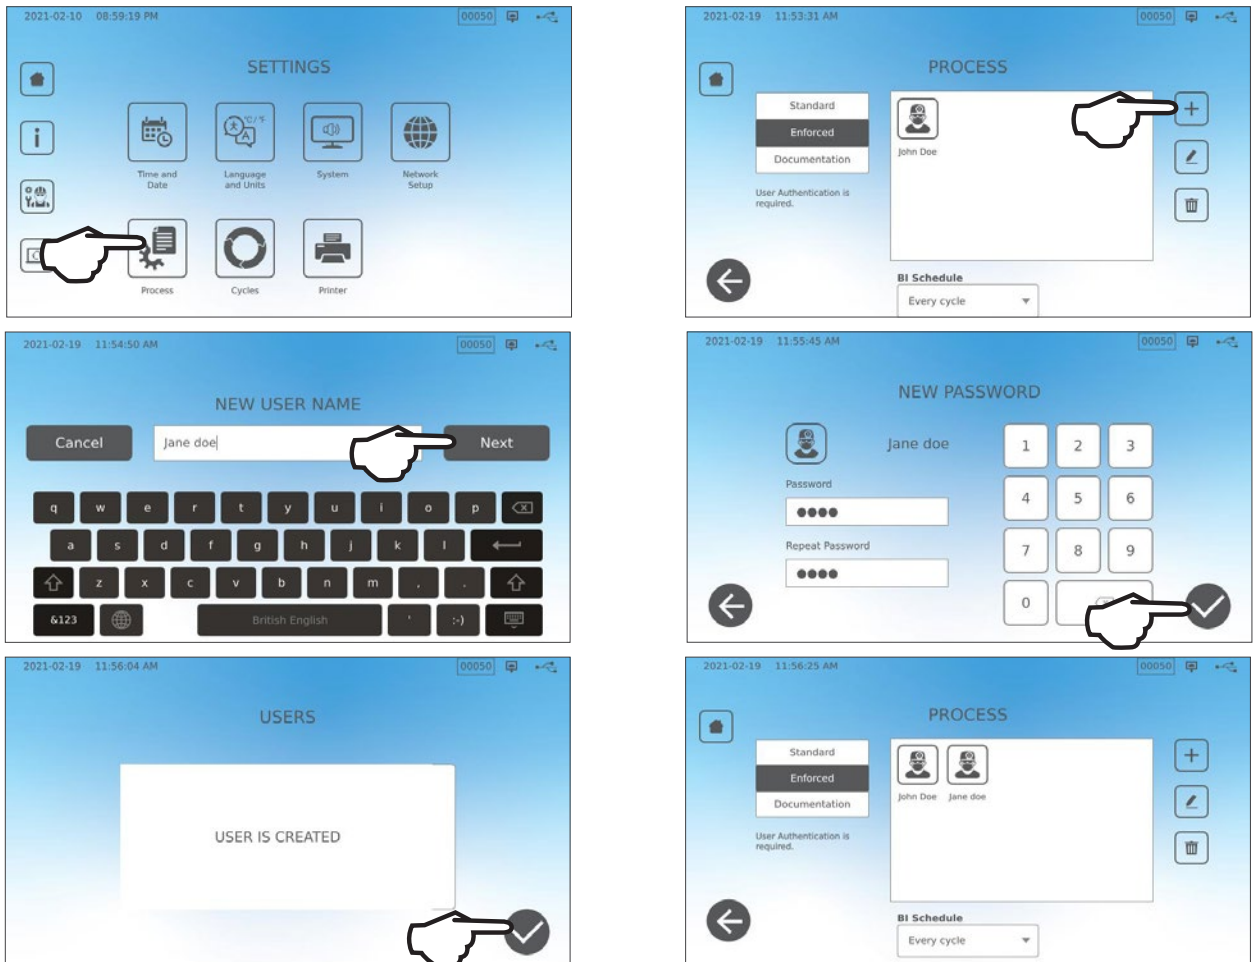 2021-02-10 08:59:19 PM 00050
SETTINGS
Time and
Date
Language
and Units
System
Network
Setup
Process
Cycles
Printer
2021-02-19 11:53:31 AM 00050
PROCESS
Standard
Enforced
Documentation
User Authentication is
required.
John Doe
BI Schedule
Every cycle
2021-02-19 11:54:50 AM 00050
NEW USER NAME
Cancel Jane doe Next
q w e r t y u i o p
a s d f g h j k l
z x c v b n m , .
&123 British English ' :-)
2021-02-19 11:55:45 AM 00050
NEW PASSWORD
Jane doe
Password
Repeat Password
1 2 3
4 5 6
7 8 9
0
2021-02-19 11:56:04 AM 00050
USERS
USER IS CREATED
2021-02-19 11:56:25 AM 00050
PROCESS
Standard
Enforced
Documentation
User Authentication is
required.
John Doe Jane doe
BI Schedule
Every cycle